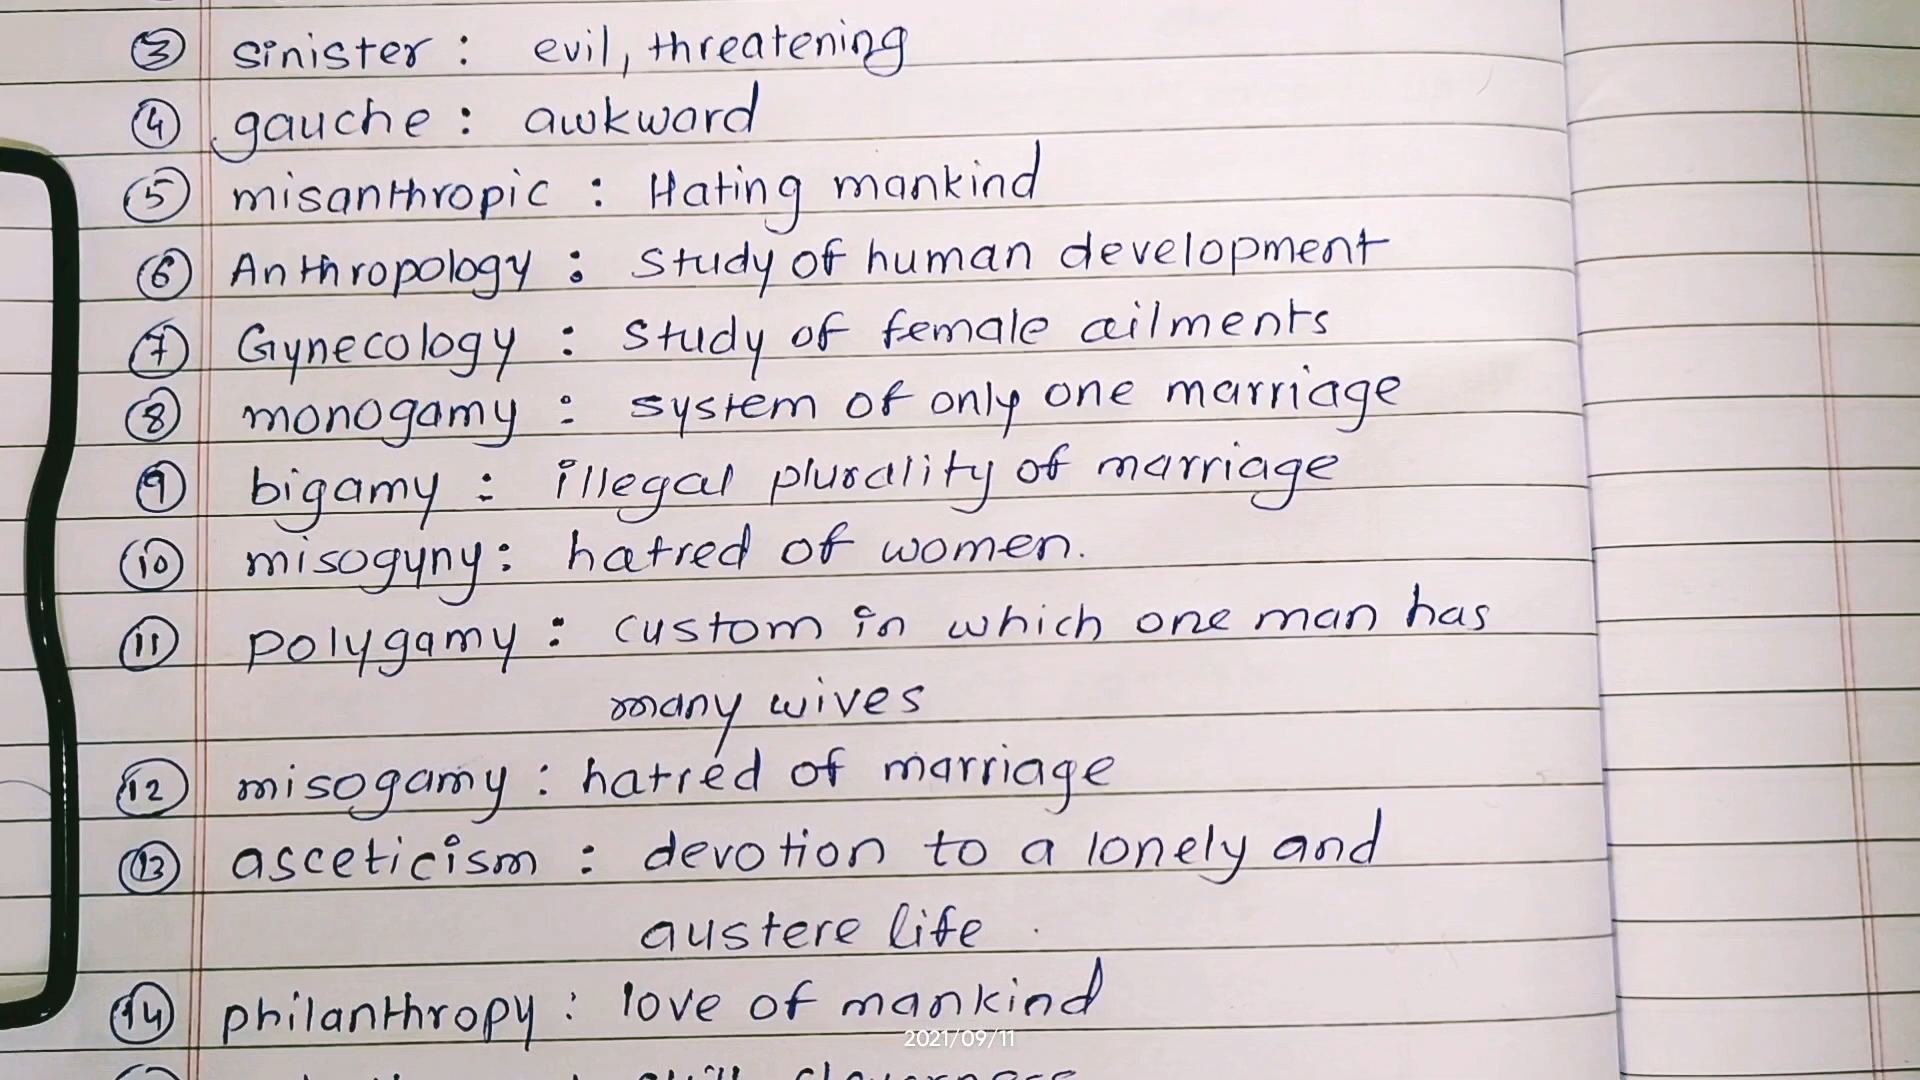 3 sinister : evil, threatening
4 gauche : awkward
5 misanthropic : Hating mankind
6 Anthropology : Study of human development
7 Gynecology : Study of female ailments
8 monogamy : system of only one marriage
9 bigamy : illegal plurality of marriage
10 misogyny : hatred of women.
11 polygamy : custom in which one man has
many wives
12 misogamy : hatred of marriage
13 asceticism : devotion to a lonely and
austere life .
14 philanthropy : love of mankind
2021/09/11